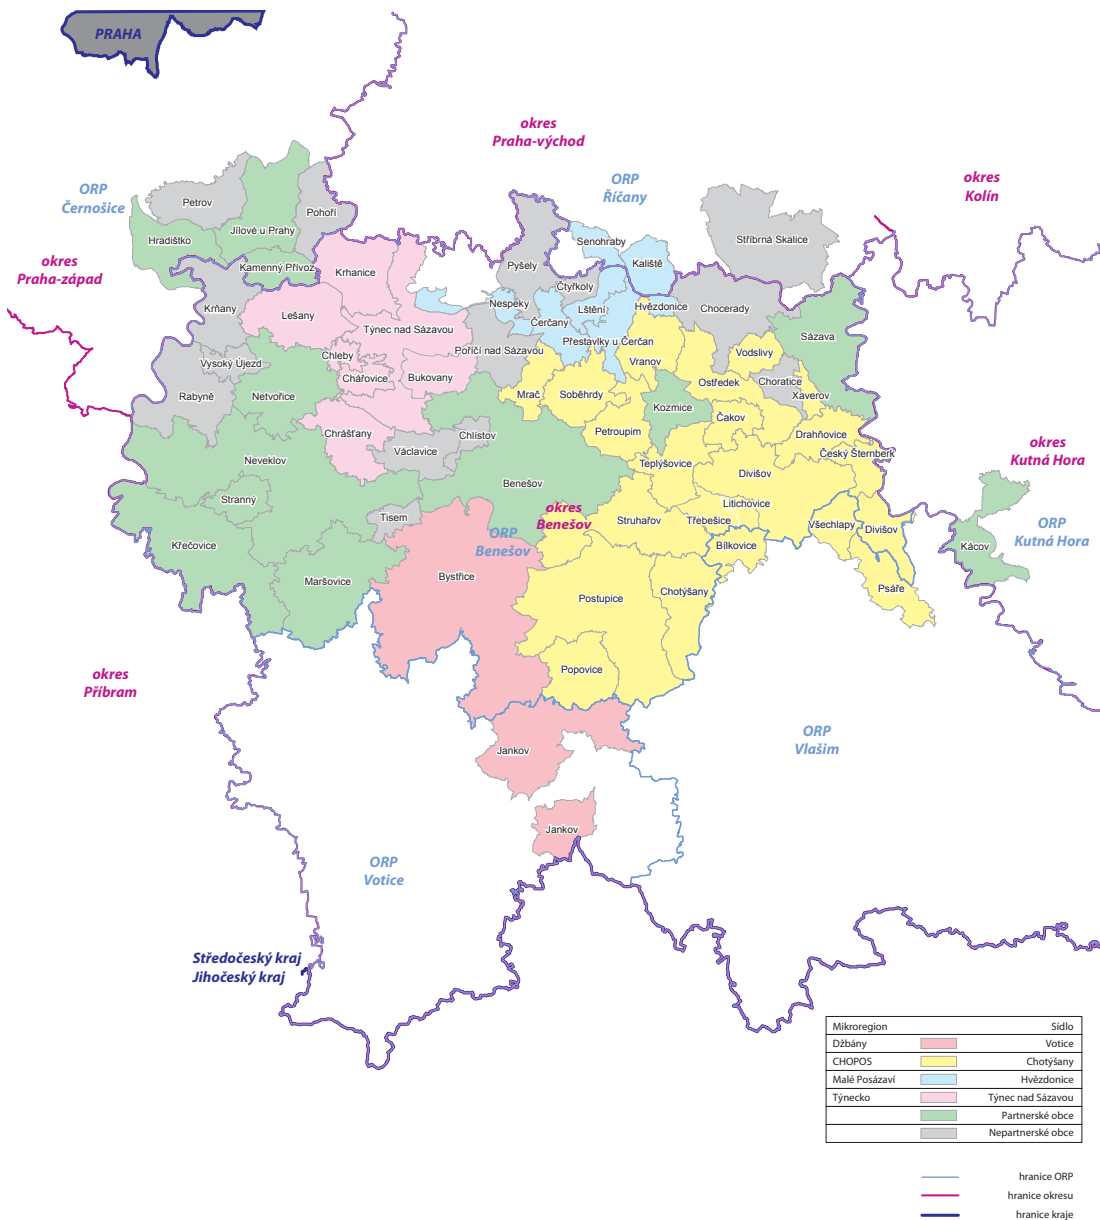 PRAHA
okres
Praha-východ
ORP
Černošice
ORP
Říčany
okres
Kolín
Petrov
Pohoří
Jílové u Prahy
Hradištko
Senohraby
Stříbrná Skalice
Kaliště
okres
Praha-západ
Kamenný Přívoz
Krhanice
Pyšely
Čtyřkoly
Krňany
Nespeky
Lštění
Hvězdonice
Chocerady
Lešany
Týnec nad Sázavou
Čerčany
Sázava
Přestavlky u Čerčan
Chleby
Poříčí nad Sázavou
Vranov
Vodslivy
Vysoký Újezd
Chářovice
Bukovany
Ostředek
Choratice
Rabyně
Netvořice
Mrač
Soběhrdy
Xaverov
Kozmice
Čakov
Chrášťany
Chlístov
Petroupim
Drahňovice
Václavice
Český Šternberk
okres
Kutná Hora
Neveklov
Teplýšovice
Divišov
Benešov
Stranný
Litichovice
okres
Benešov
Tisem
Struhařov
Třebešice
Všechlapy
Divišov
ORP
Kutná Hora
ORP
Benešov
Křečovice
Bílkovice
Kácov
Maršovice
Bystřice
Chotýšany
Psáře
Postupice
okres
Příbram
Popovice
ORP
Vlašim
Jankov
Jankov
ORP
Votice
Středočeský kraj
Jihočeský kraj
Mikroregion Sídlo
Džbány Votice
CHOPOS Chotýšany
Malé Posázaví Hvězdonice
Týnecko Týnec nad Sázavou
Partnerské obce
Nepartnerské obce
hranice ORP
hranice okresu
hranice kraje